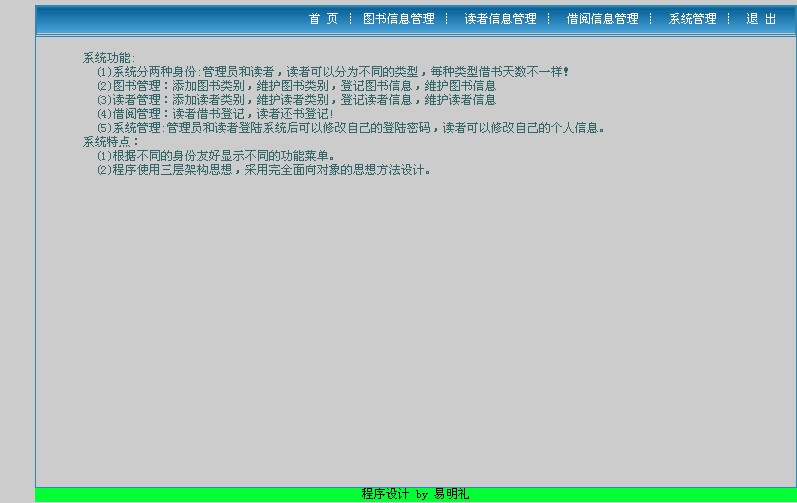 首 页 ┊ 图书信息管理 ┊ 读者信息管理 ┊ 借阅信息管理 ┊ 系统管理 ┊ 退 出
系统功能:
(1)系统分两种身份:管理员和读者，读者可以分为不同的类型，每种类型借书天数不一样!
(2)图书管理：添加图书类别，维护图书类别，登记图书信息，维护图书信息
(3)读者管理：添加读者类别，维护读者类别，登记读者信息，维护读者信息
(4)借阅管理：读者借书登记，读者还书登记!
(5)系统管理:管理员和读者登陆系统后可以修改自己的登陆密码，读者可以修改自己的个人信息。
系统特点：
(1)根据不同的身份友好显示不同的功能菜单。
(2)程序使用三层架构思想，采用完全面向对象的思想方法设计。
程序设计 by 易明礼